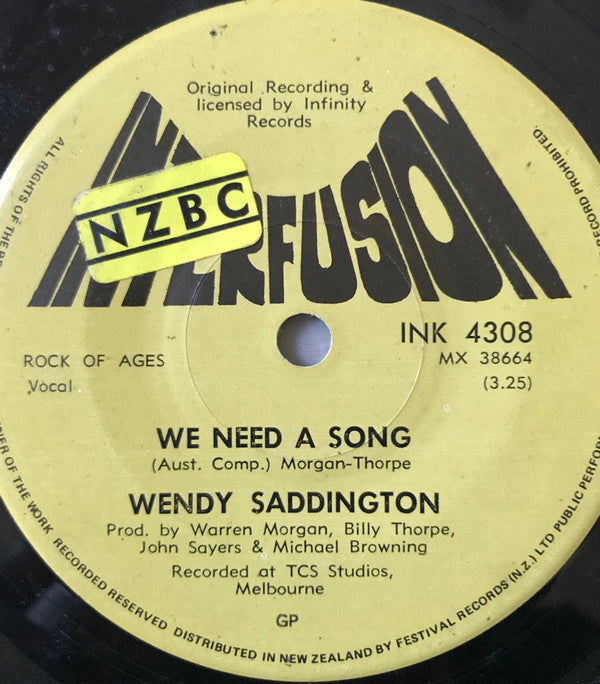 Original Recording &
licensed by Infinity
Records
INTERFUSION
NZBC
INK 4308
MX 38664
(3.25)
ROCK OF AGES
Vocal
WE NEED A SONG
(Aust. Comp.) Morgan-Thorpe
WENDY SADDINGTON
Prod. by Warren Morgan, Billy Thorpe,
John Sayers & Michael Browning
Recorded at TCS Studios,
Melbourne
GP
ALL RIGHTS OF THE
OF THE WORK RECORDED RESERVED DISTRIBUTED IN NEW ZEALAND BY FESTIVAL RECORDS (N.Z.) LTD PUBLIC
RECORD PROHIBITED.